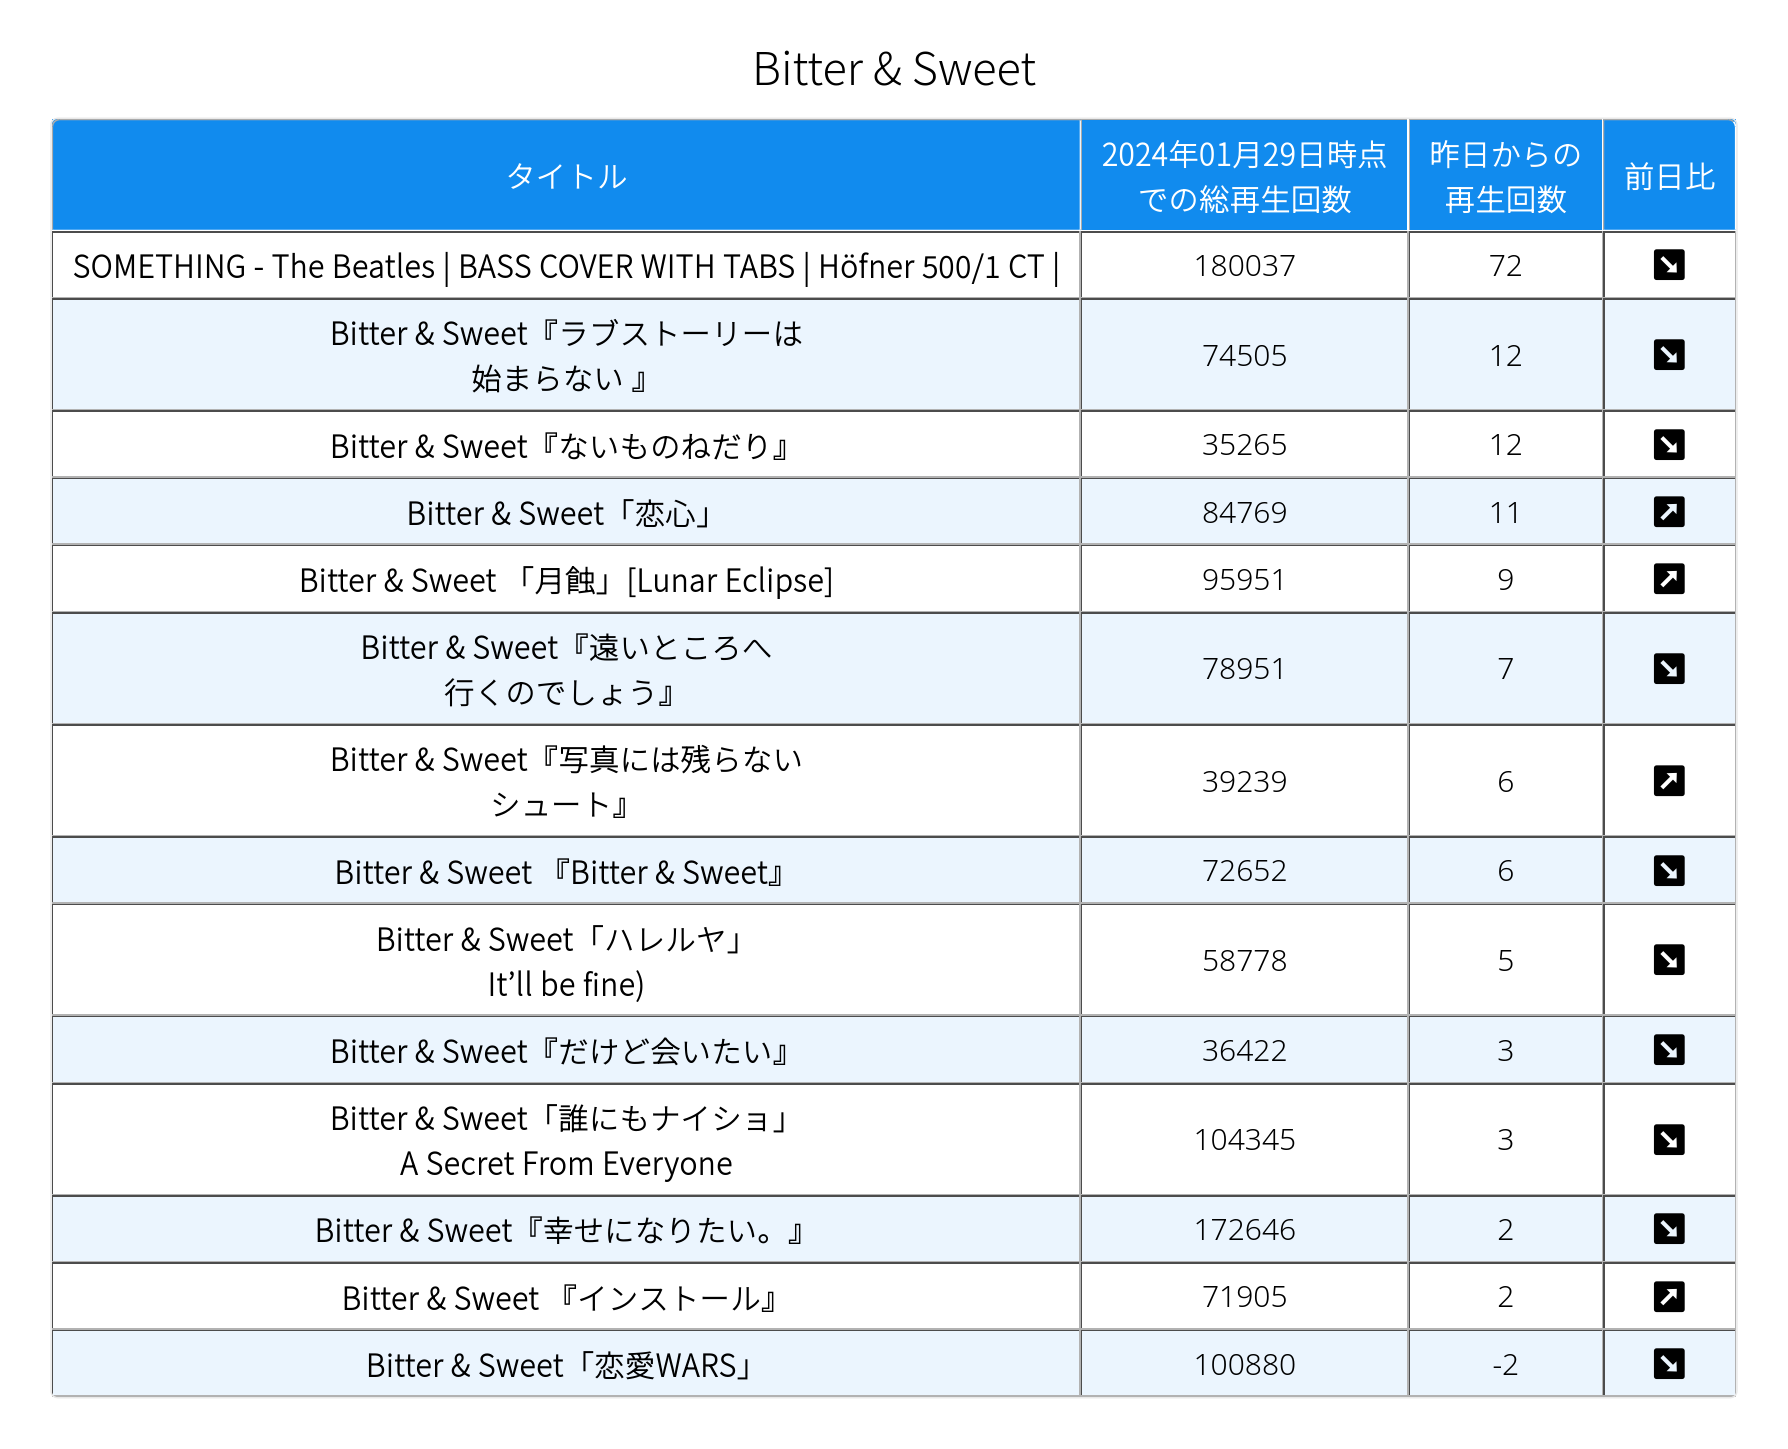 Bitter & Sweet
タイトル
2024年01月29日時点
での総再生回数
昨日からの
再生回数
前日比
SOMETHING - The Beatles | BASS COVER WITH TABS | Höfner 500/1 CT |
180037
72
Bitter & Sweet『ラブストーリーは
始まらない 』
74505
12
Bitter & Sweet『ないものねだり』
35265
12
Bitter & Sweet「恋心」
84769
11
Bitter & Sweet 「月蝕」[Lunar Eclipse]
95951
9
Bitter & Sweet『遠いところへ
行くのでしょう』
78951
7
Bitter & Sweet『写真には残らない
シュート』
39239
6
Bitter & Sweet 『Bitter & Sweet』
72652
6
Bitter & Sweet「ハレルヤ」
It’ll be fine)
58778
5
Bitter & Sweet『だけど会いたい』
36422
3
Bitter & Sweet「誰にもナイショ」
A Secret From Everyone
104345
3
Bitter & Sweet『幸せになりたい。』
172646
2
Bitter & Sweet 『インストール』
71905
2
Bitter & Sweet「恋愛WARS」
100880
-2